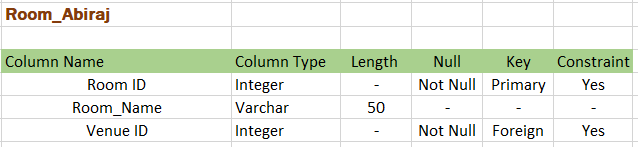 Room_Abiraj
Column Name Column Type Length Null Key Constraint
Room ID Integer - Not Null Primary Yes
Room_Name Varchar 50 - - -
Venue ID Integer - Not Null Foreign Yes